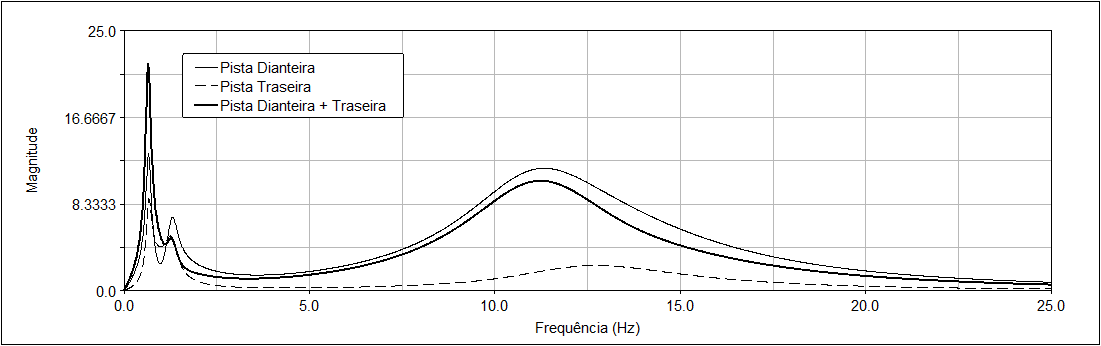 25.0
16.6667
8.3333
0.0
Magnitude
Pista Dianteira
Pista Traseira
Pista Dianteira + Traseira
0.0 5.0 10.0 15.0 20.0 25.0
Frequência (Hz)